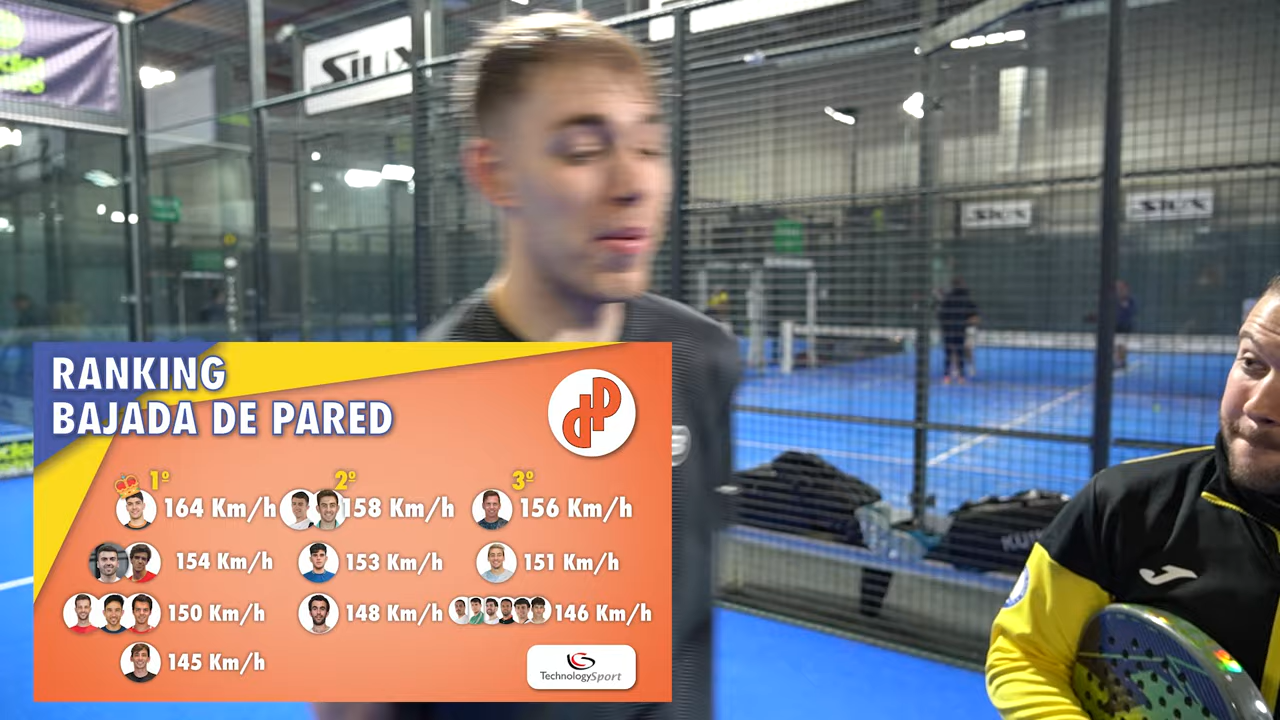 SIUX
SIUX
SIUX
RANKING
BAJADA DE PARED
dP
1º
2º
3º
164 Km/h
158 Km/h
156 Km/h
154 Km/h
153 Km/h
151 Km/h
150 Km/h
148 Km/h
146 Km/h
145 Km/h
TechnologySport